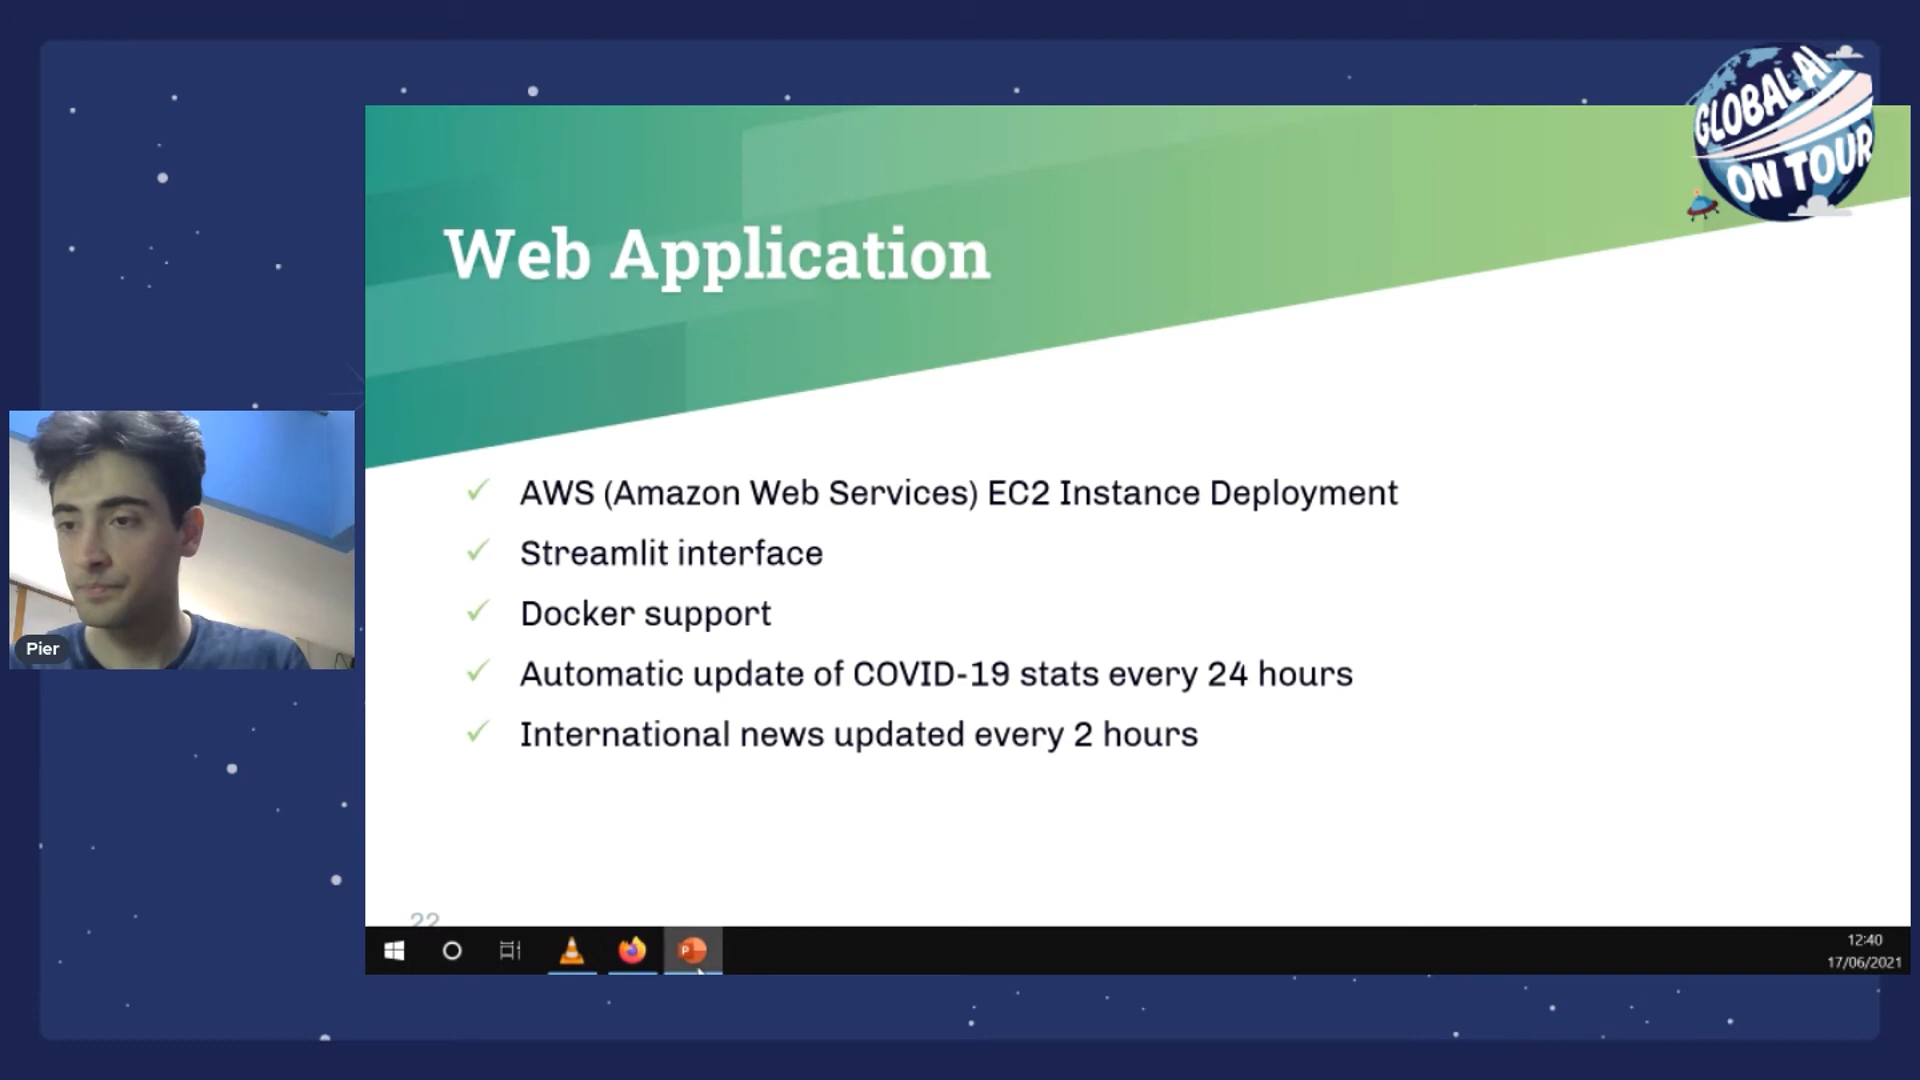 GLOBAL AI
ON TOUR
Web Application
AWS (Amazon Web Services) EC2 Instance Deployment
Streamlit interface
Docker support
Automatic update of COVID-19 stats every 24 hours
International news updated every 2 hours
Pier
22
P
12:40
17/06/2021